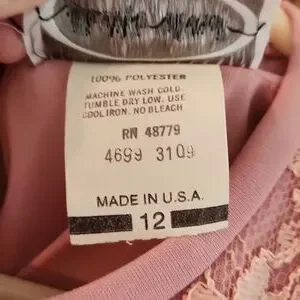 100% POLYESTER
MACHINE WASH COLD.
TUMBLE DRY LOW. USE
COOL IRON. NO BLEACH
RN 48779
4699 3109
MADE IN U.S.A.
12